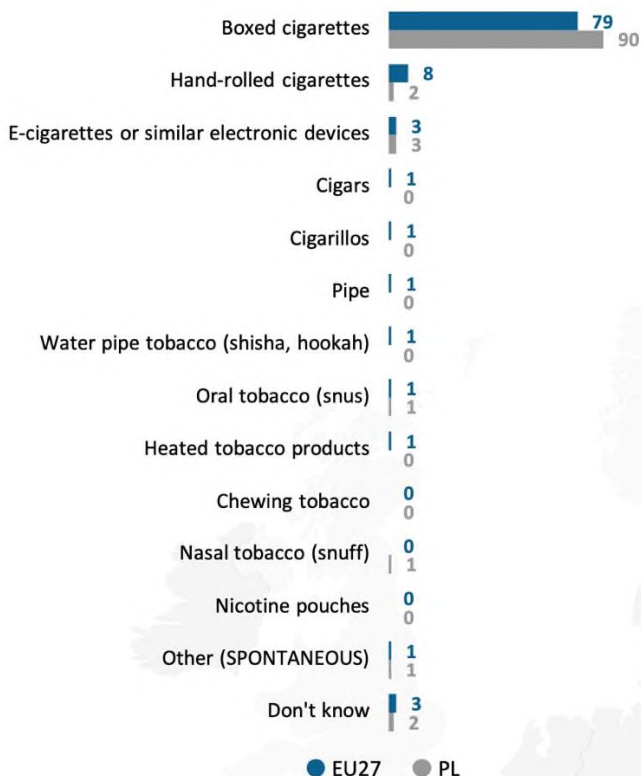 Boxed cigarettes 79
90
Hand-rolled cigarettes 8
2
E-cigarettes or similar electronic devices 3
3
Cigars 1
0
Cigarillos 1
0
Pipe 1
0
Water pipe tobacco (shisha, hookah) 1
0
Oral tobacco (snus) 1
1
Heated tobacco products 1
0
Chewing tobacco 0
0
Nasal tobacco (snuff) 0
1
Nicotine pouches 0
0
Other (SPONTANEOUS) 1
1
Don't know 3
2
EU27 PL